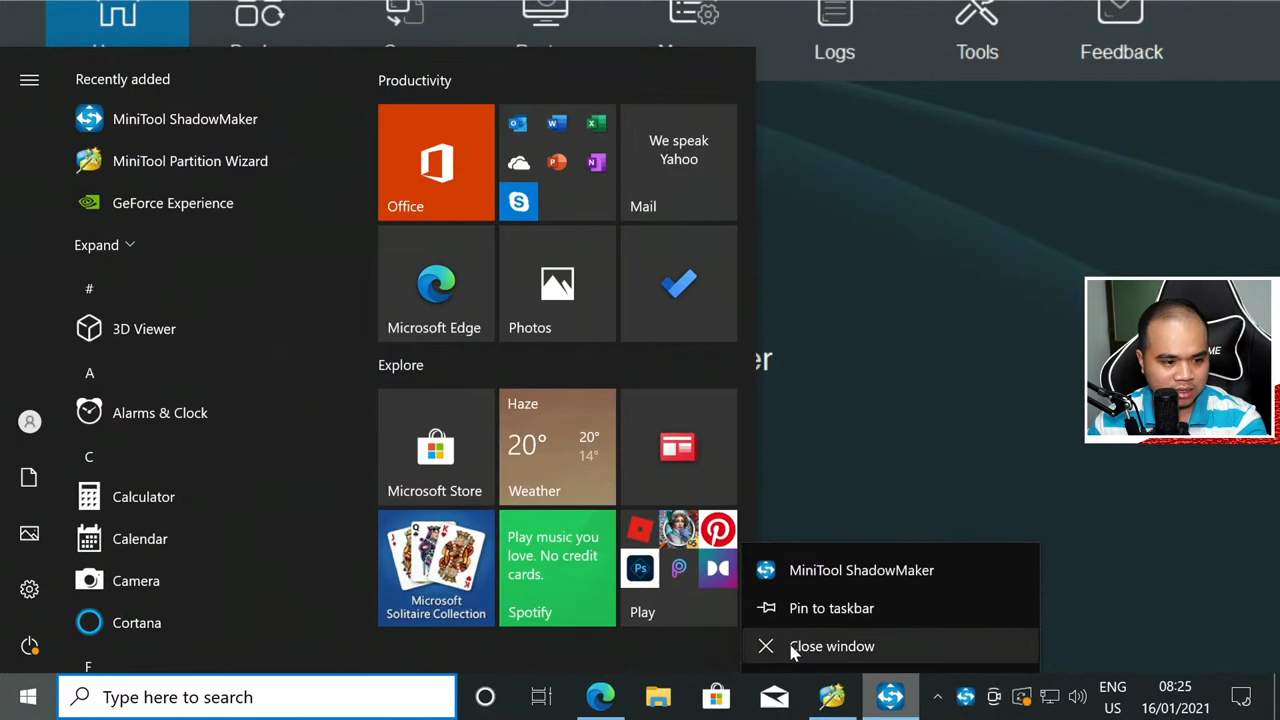 Logs
Tools
Feedback
Recently added
MiniTool ShadowMaker
MiniTool Partition Wizard
GeForce Experience
Expand
#
3D Viewer
A
Alarms & Clock
C
Calculator
Calendar
Camera
Cortana
F
Productivity
Office
We speak
Yahoo
Mail
Microsoft Edge
Photos
Explore
Microsoft Store
Haze
20°
20°
14°
Weather
Microsoft
Solitaire Collection
Play music you
love. No credit
cards.
Spotify
Ps
Play
er
MiniTool ShadowMaker
Pin to taskbar
Close window
Type here to search
ENG
US
08:25
16/01/2021